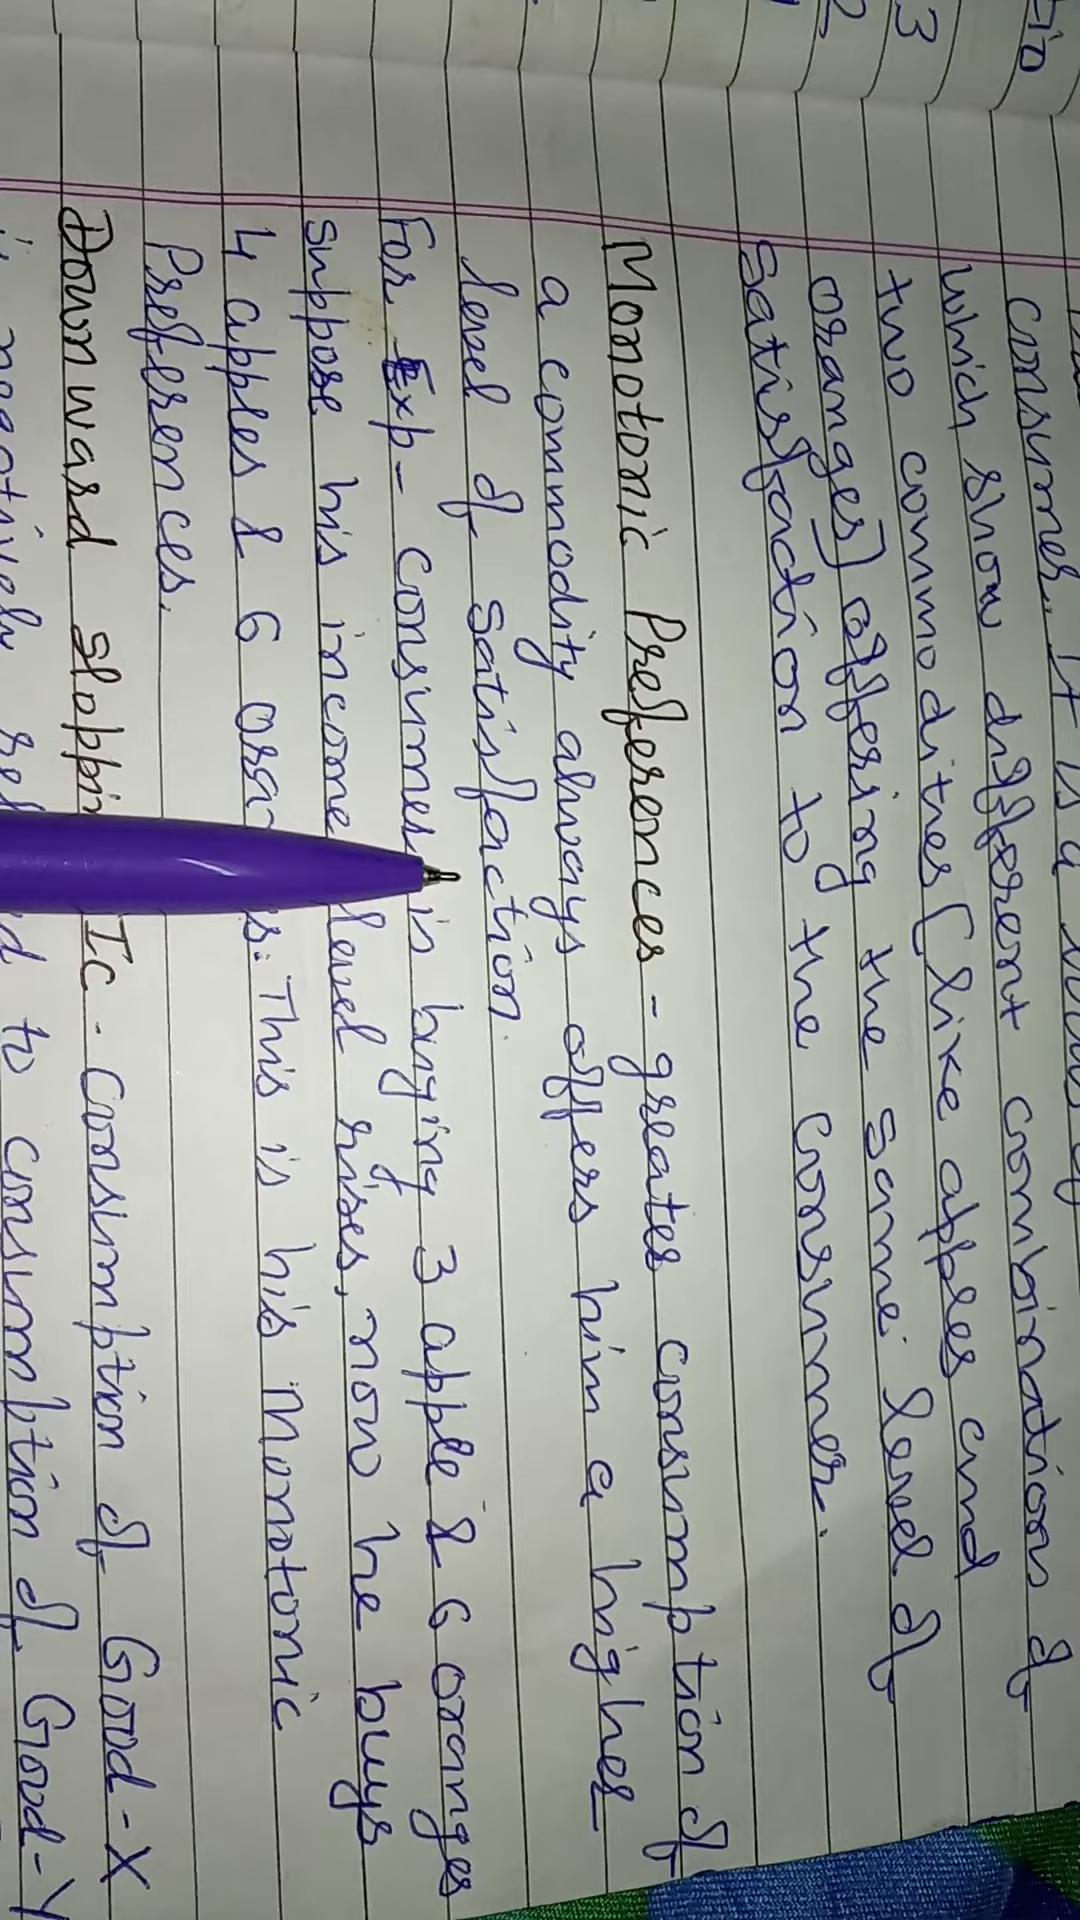 It is a
consumer. which show different combinations of
two commodities (like apples and
oranges) offering the same level of
satisfaction to the consumer.
Monotonic Preferences - greater consumption of
a commodity always offers him a higher
level of satisfaction.
For Exp- consumer is buying 3 apple & 6 oranges
suppose his income level rises, now he buys
4 apples & 6 This is his monotonic
Preferences.
Downward Ic - Consumption of Good-X
to consumption of Good-Y
3
2